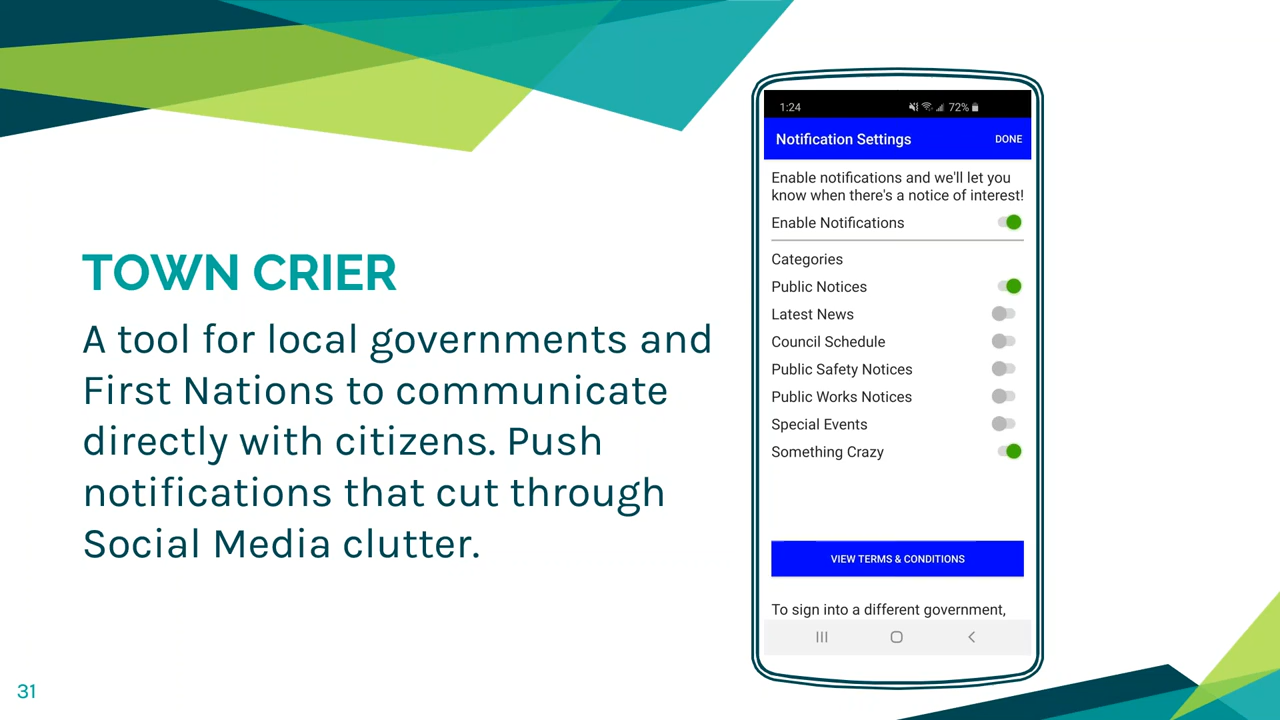 TOWN CRIER
A tool for local governments and
First Nations to communicate
directly with citizens. Push
notifications that cut through
Social Media clutter.
31
1:24 72%
Notification Settings DONE
Enable notifications and we'll let you
know when there's a notice of interest!
Enable Notifications
Categories
Public Notices
Latest News
Council Schedule
Public Safety Notices
Public Works Notices
Special Events
Something Crazy
VIEW TERMS & CONDITIONS
To sign into a different government,